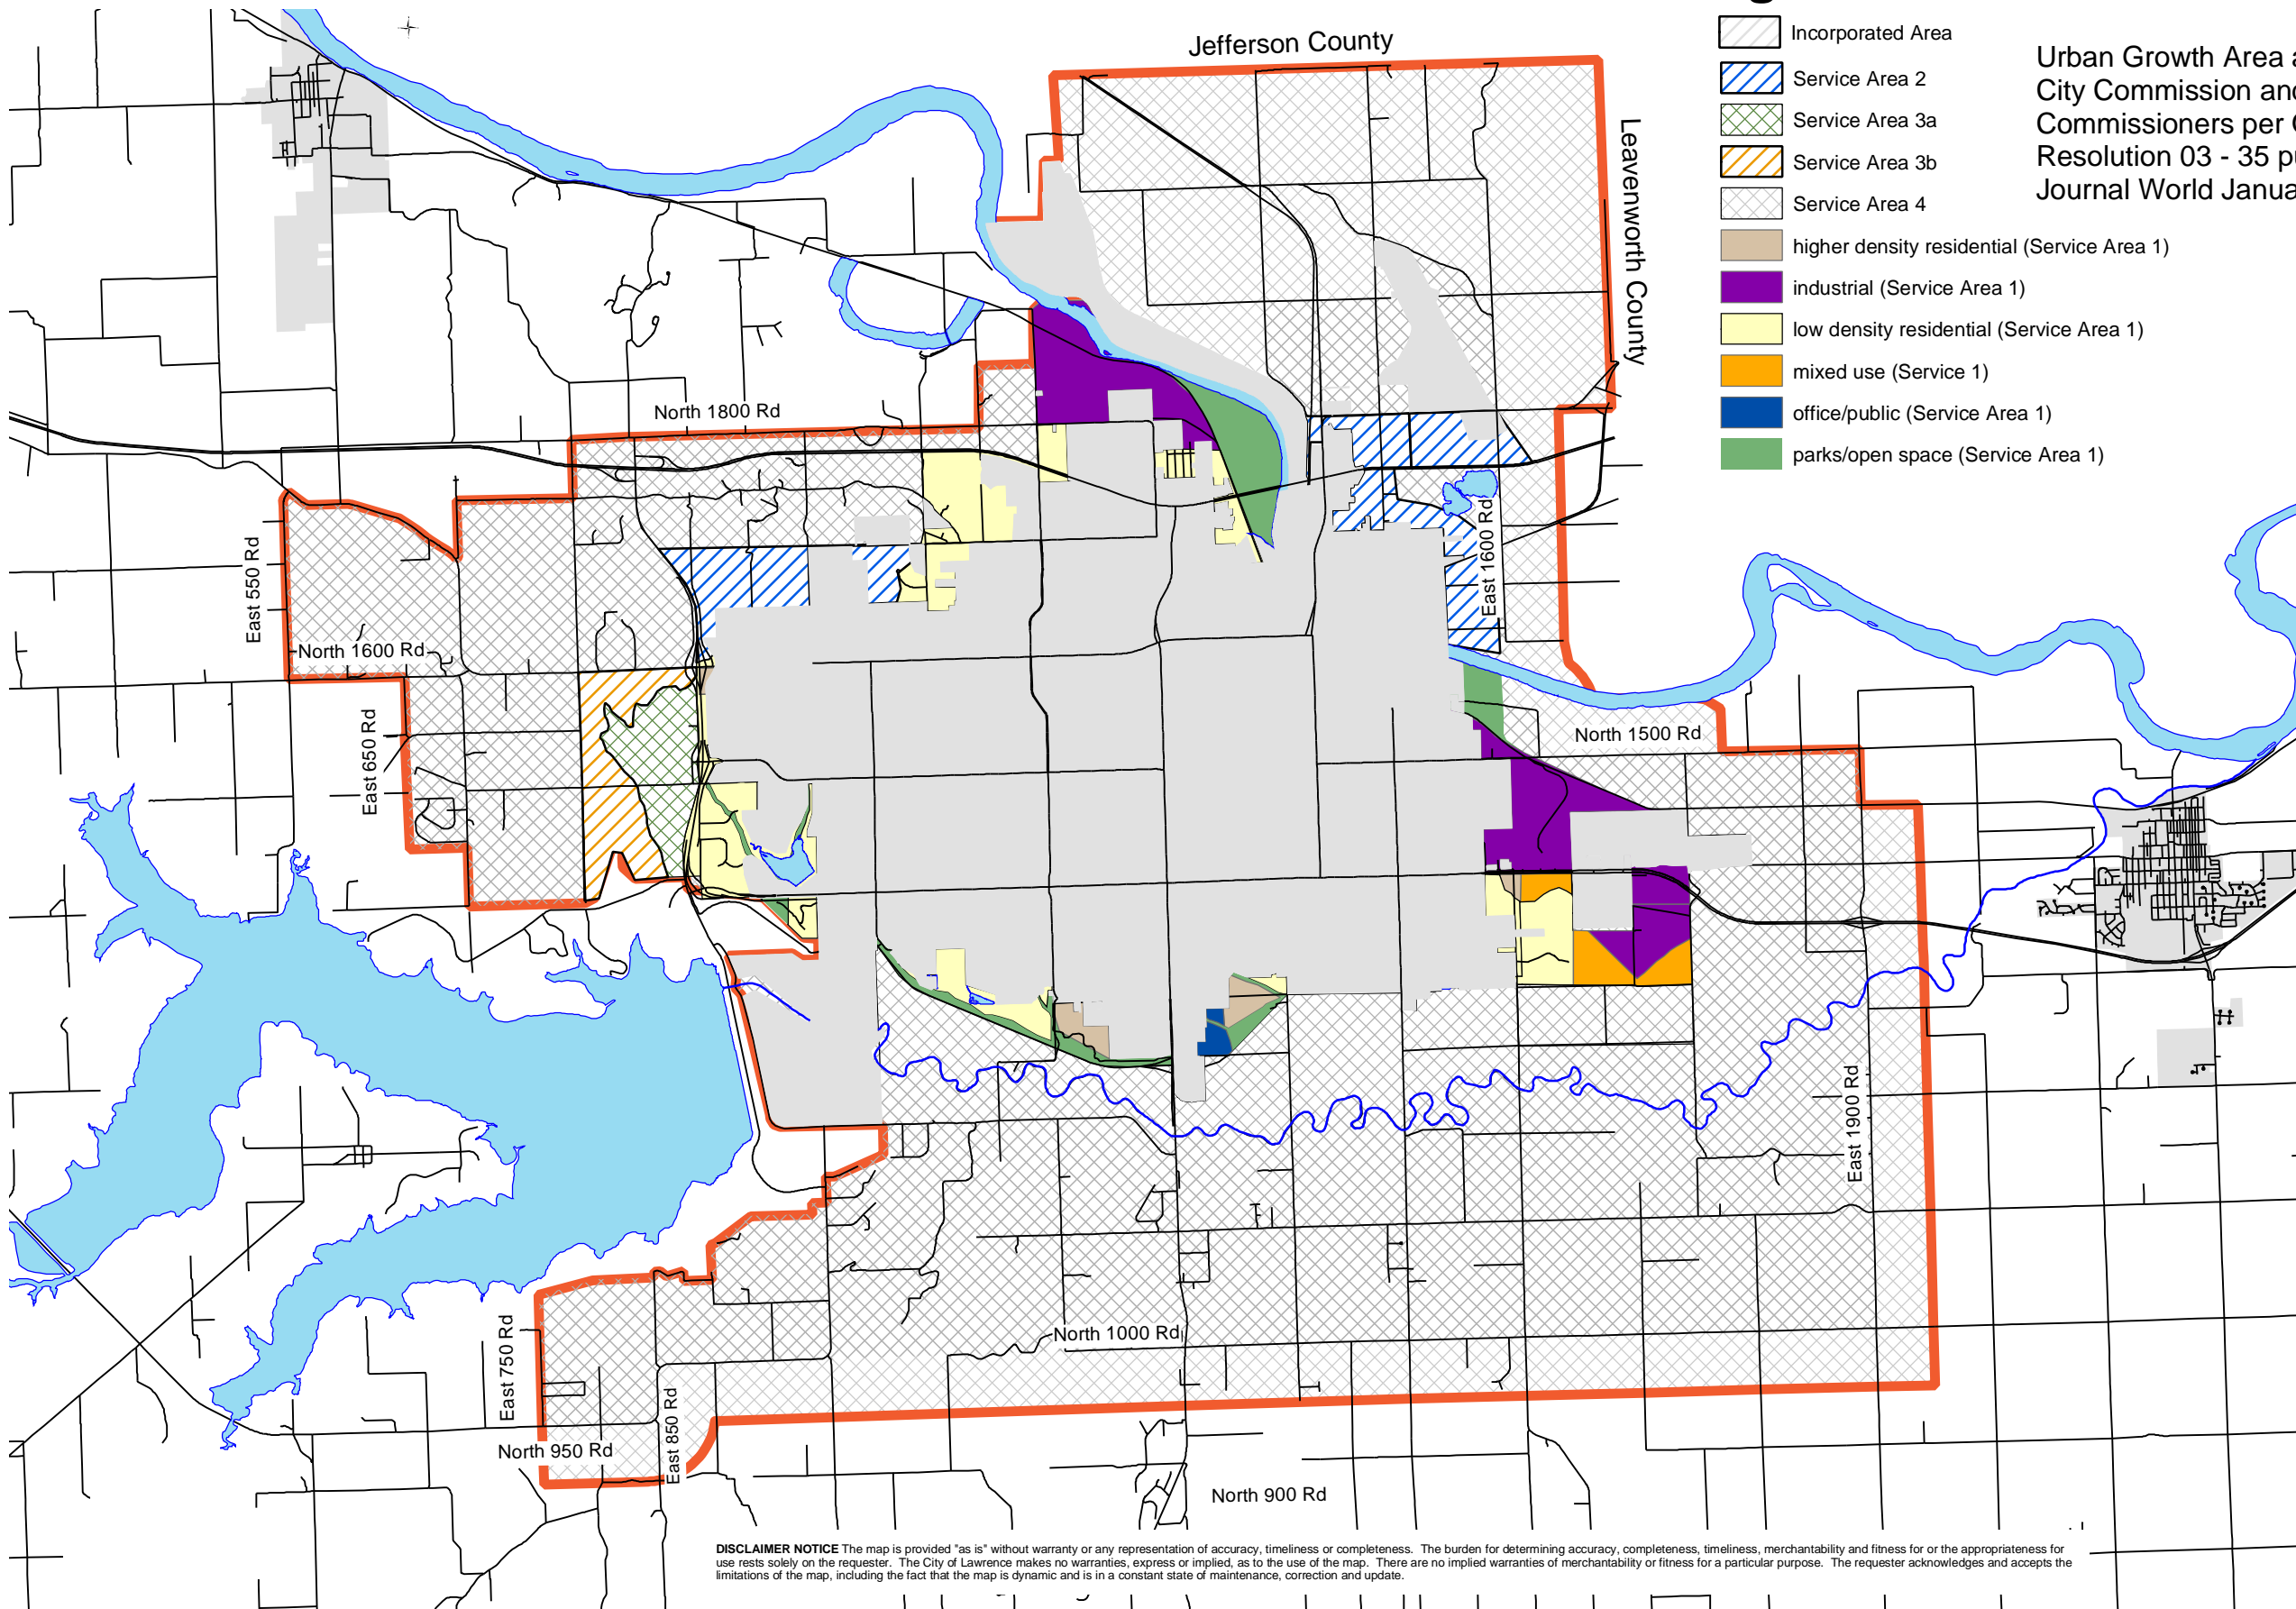 Jefferson County
Leavenworth County
Incorporated Area
Service Area 2
Service Area 3a
Service Area 3b
Service Area 4
higher density residential (Service Area 1)
industrial (Service Area 1)
low density residential (Service Area 1)
mixed use (Service 1)
office/public (Service Area 1)
parks/open space (Service Area 1)
Urban Growth Area
City Commission
Commissioners per
Resolution 03 - 35
Journal World
North 1800 Rd
East 550 Rd
North 1600 Rd
East 650 Rd
East 1600 Rd
North 1500 Rd
East 1900 Rd
North 1000 Rd
East 750 Rd
East 850 Rd
North 950 Rd
North 900 Rd
DISCLAIMER NOTICE The map is provided "as is" without warranty or any representation of accuracy, timeliness or completeness. The burden for determining accuracy, completeness, timeliness, merchantability and fitness for or the appropriateness for
use rests solely on the requester. The City of Lawrence makes no warranties, express or implied, as to the use of the map. There are no implied warranties of merchantability or fitness for a particular purpose. The requester acknowledges and accepts the
limitations of the map, including the fact that the map is dynamic and is in a constant state of maintenance, correction and update.